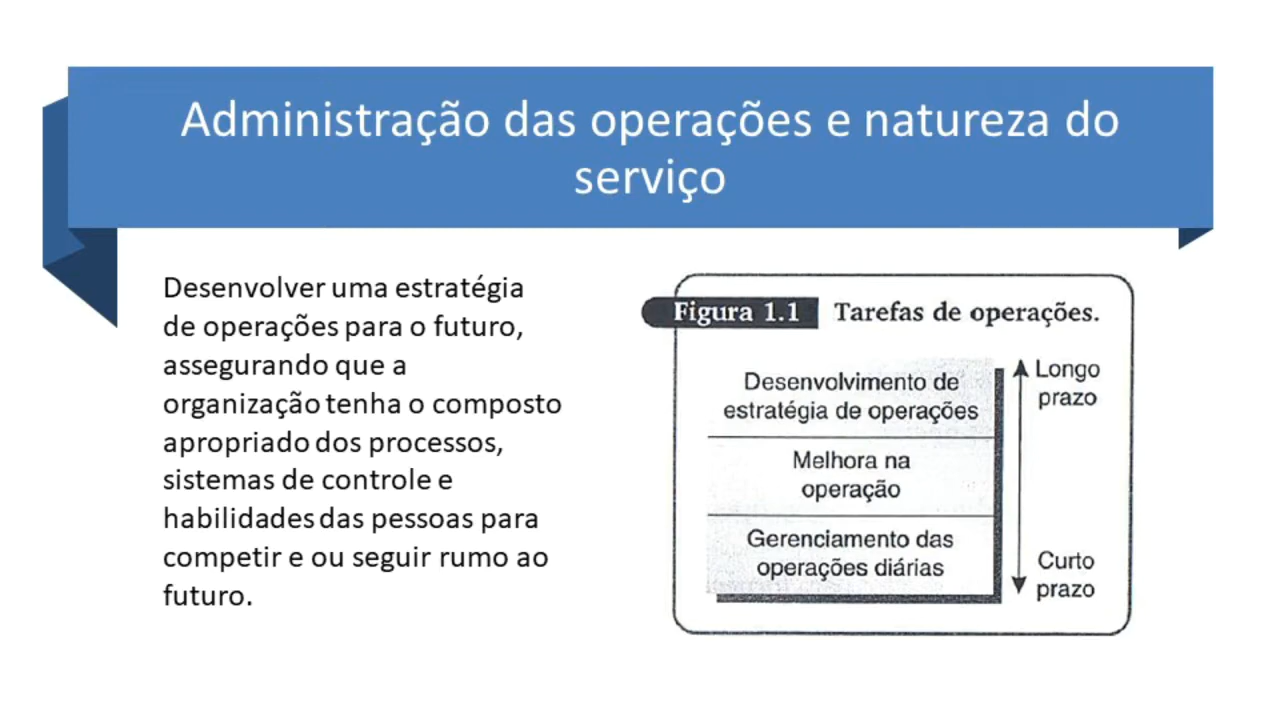 Administração das operações e natureza do
serviço
Desenvolver uma estratégia
de operações para o futuro,
assegurando que a
organização tenha o composto
apropriado dos processos,
sistemas de controle e
habilidades das pessoas para
competir e ou seguir rumo ao
futuro.
Figura 1.1 Tarefas de operações.
Desenvolvimento de
estratégia de operações
Melhora na
operação
Gerenciamento das
operações diárias
Longo
prazo
Curto
prazo